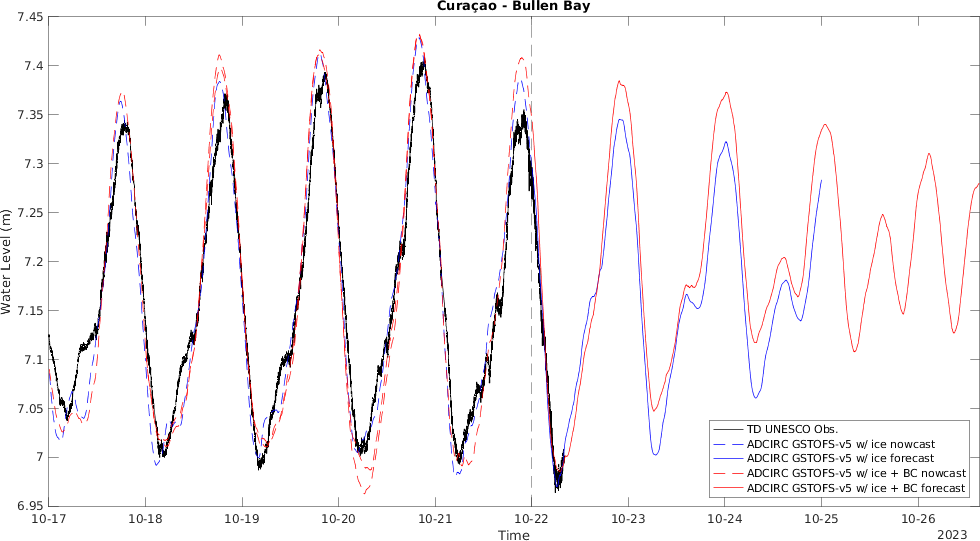 Curaçao - Bullen Bay
Water Level (m)
7.45
7.4
7.35
7.3
7.25
7.2
7.15
7.1
7.05
7
6.95
10-17
10-18
10-19
10-20
10-21
10-22
10-23
10-24
10-25
10-26
Time
2023
TD UNESCO Obs.
ADCIRC GSTOFS-v5 w/ ice nowcast
ADCIRC GSTOFS-v5 w/ ice forecast
ADCIRC GSTOFS-v5 w/ ice + BC nowcast
ADCIRC GSTOFS-v5 w/ ice + BC forecast